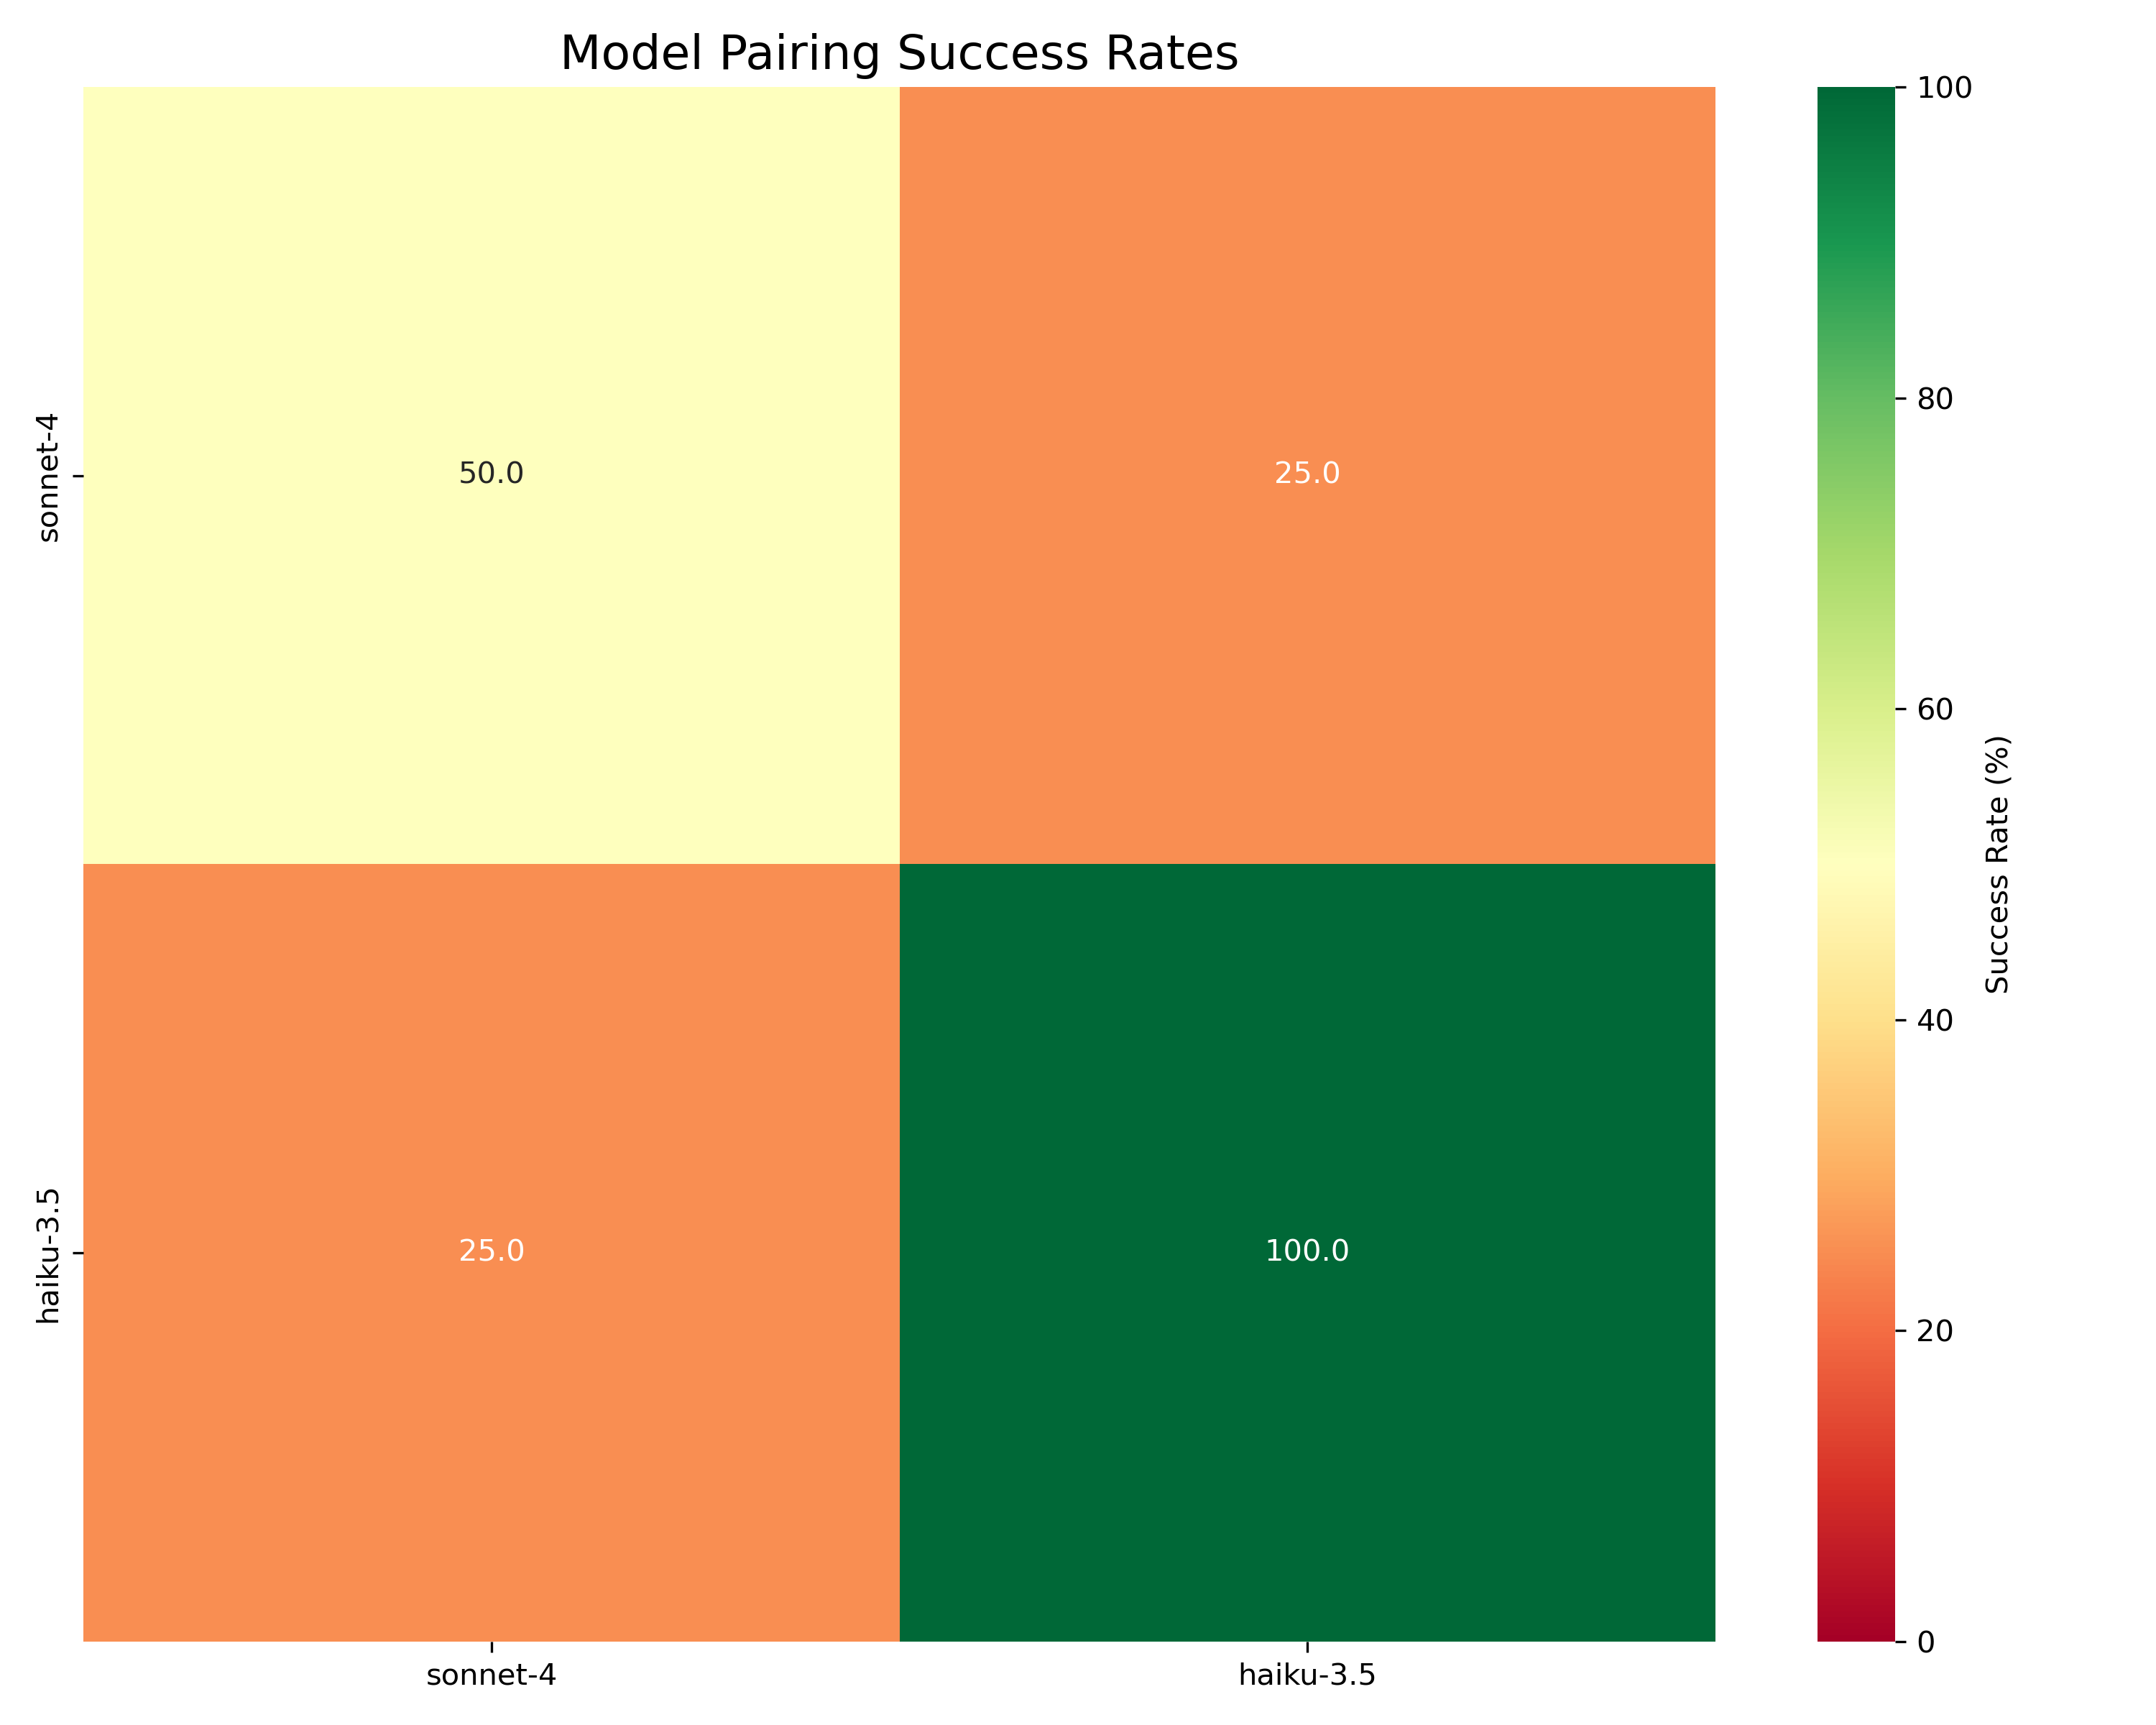 Model Pairing Success Rates
sonnet-4
50.0
25.0
haiku-3.5
25.0
100.0
sonnet-4
haiku-3.5
100
80
60
40
20
0
Success Rate (%)